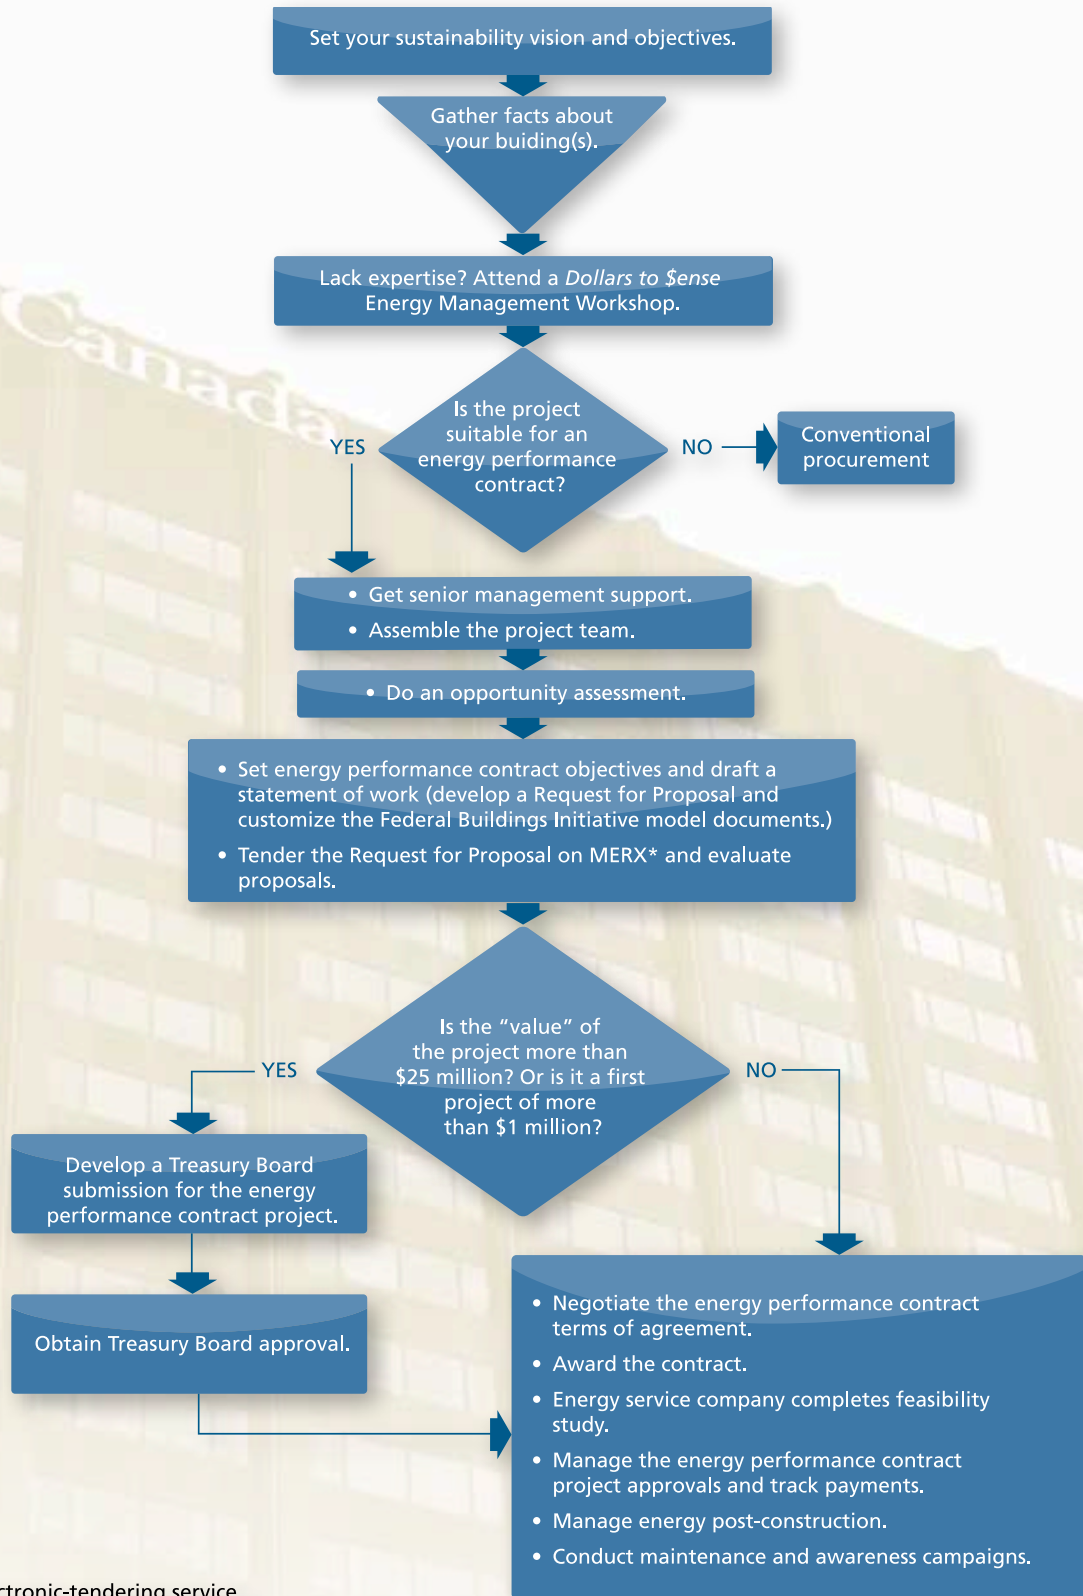 Set your sustainability vision and objectives.
Gather facts about
your buiding(s).
Lack expertise? Attend a Dollars to $ense
Energy Management Workshop.
Canada
Is the project
suitable for an
energy performance
contract?
YES
NO
Conventional
procurement
• Get senior management support.
• Assemble the project team.
• Do an opportunity assessment.
• Set energy performance contract objectives and draft a
statement of work (develop a Request for Proposal and
customize the Federal Buildings Initiative model documents.)
• Tender the Request for Proposal on MERX* and evaluate
proposals.
Is the “value” of
the project more than
$25 million? Or is it a first
project of more
than $1 million?
YES
NO
Develop a Treasury Board
submission for the energy
performance contract project.
Obtain Treasury Board approval.
• Negotiate the energy performance contract
terms of agreement.
• Award the contract.
• Energy service company completes feasibility
study.
• Manage the energy performance contract
project approvals and track payments.
• Manage energy post-construction.
• Conduct maintenance and awareness campaigns.
ctronic-tendering service